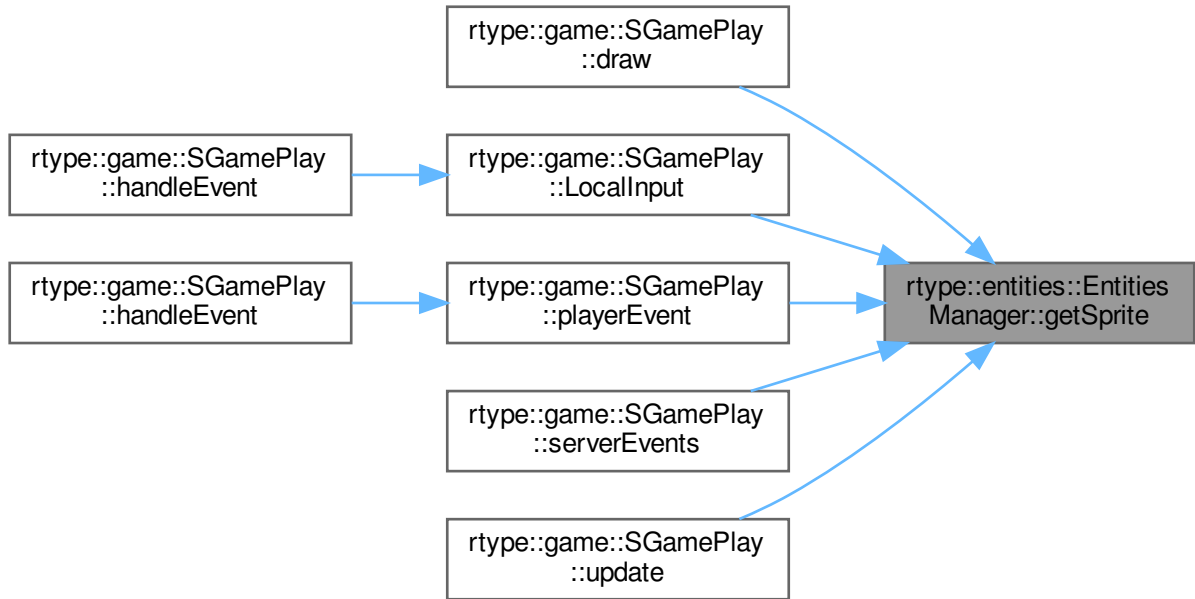 rtype::game::SGamePlay
::draw
rtype::game::SGamePlay
::handleEvent
rtype::game::SGamePlay
::LocalInput
rtype::game::SGamePlay
::handleEvent
rtype::game::SGamePlay
::playerEvent
rtype::entities::Entities
Manager::getSprite
rtype::game::SGamePlay
::serverEvents
rtype::game::SGamePlay
::update